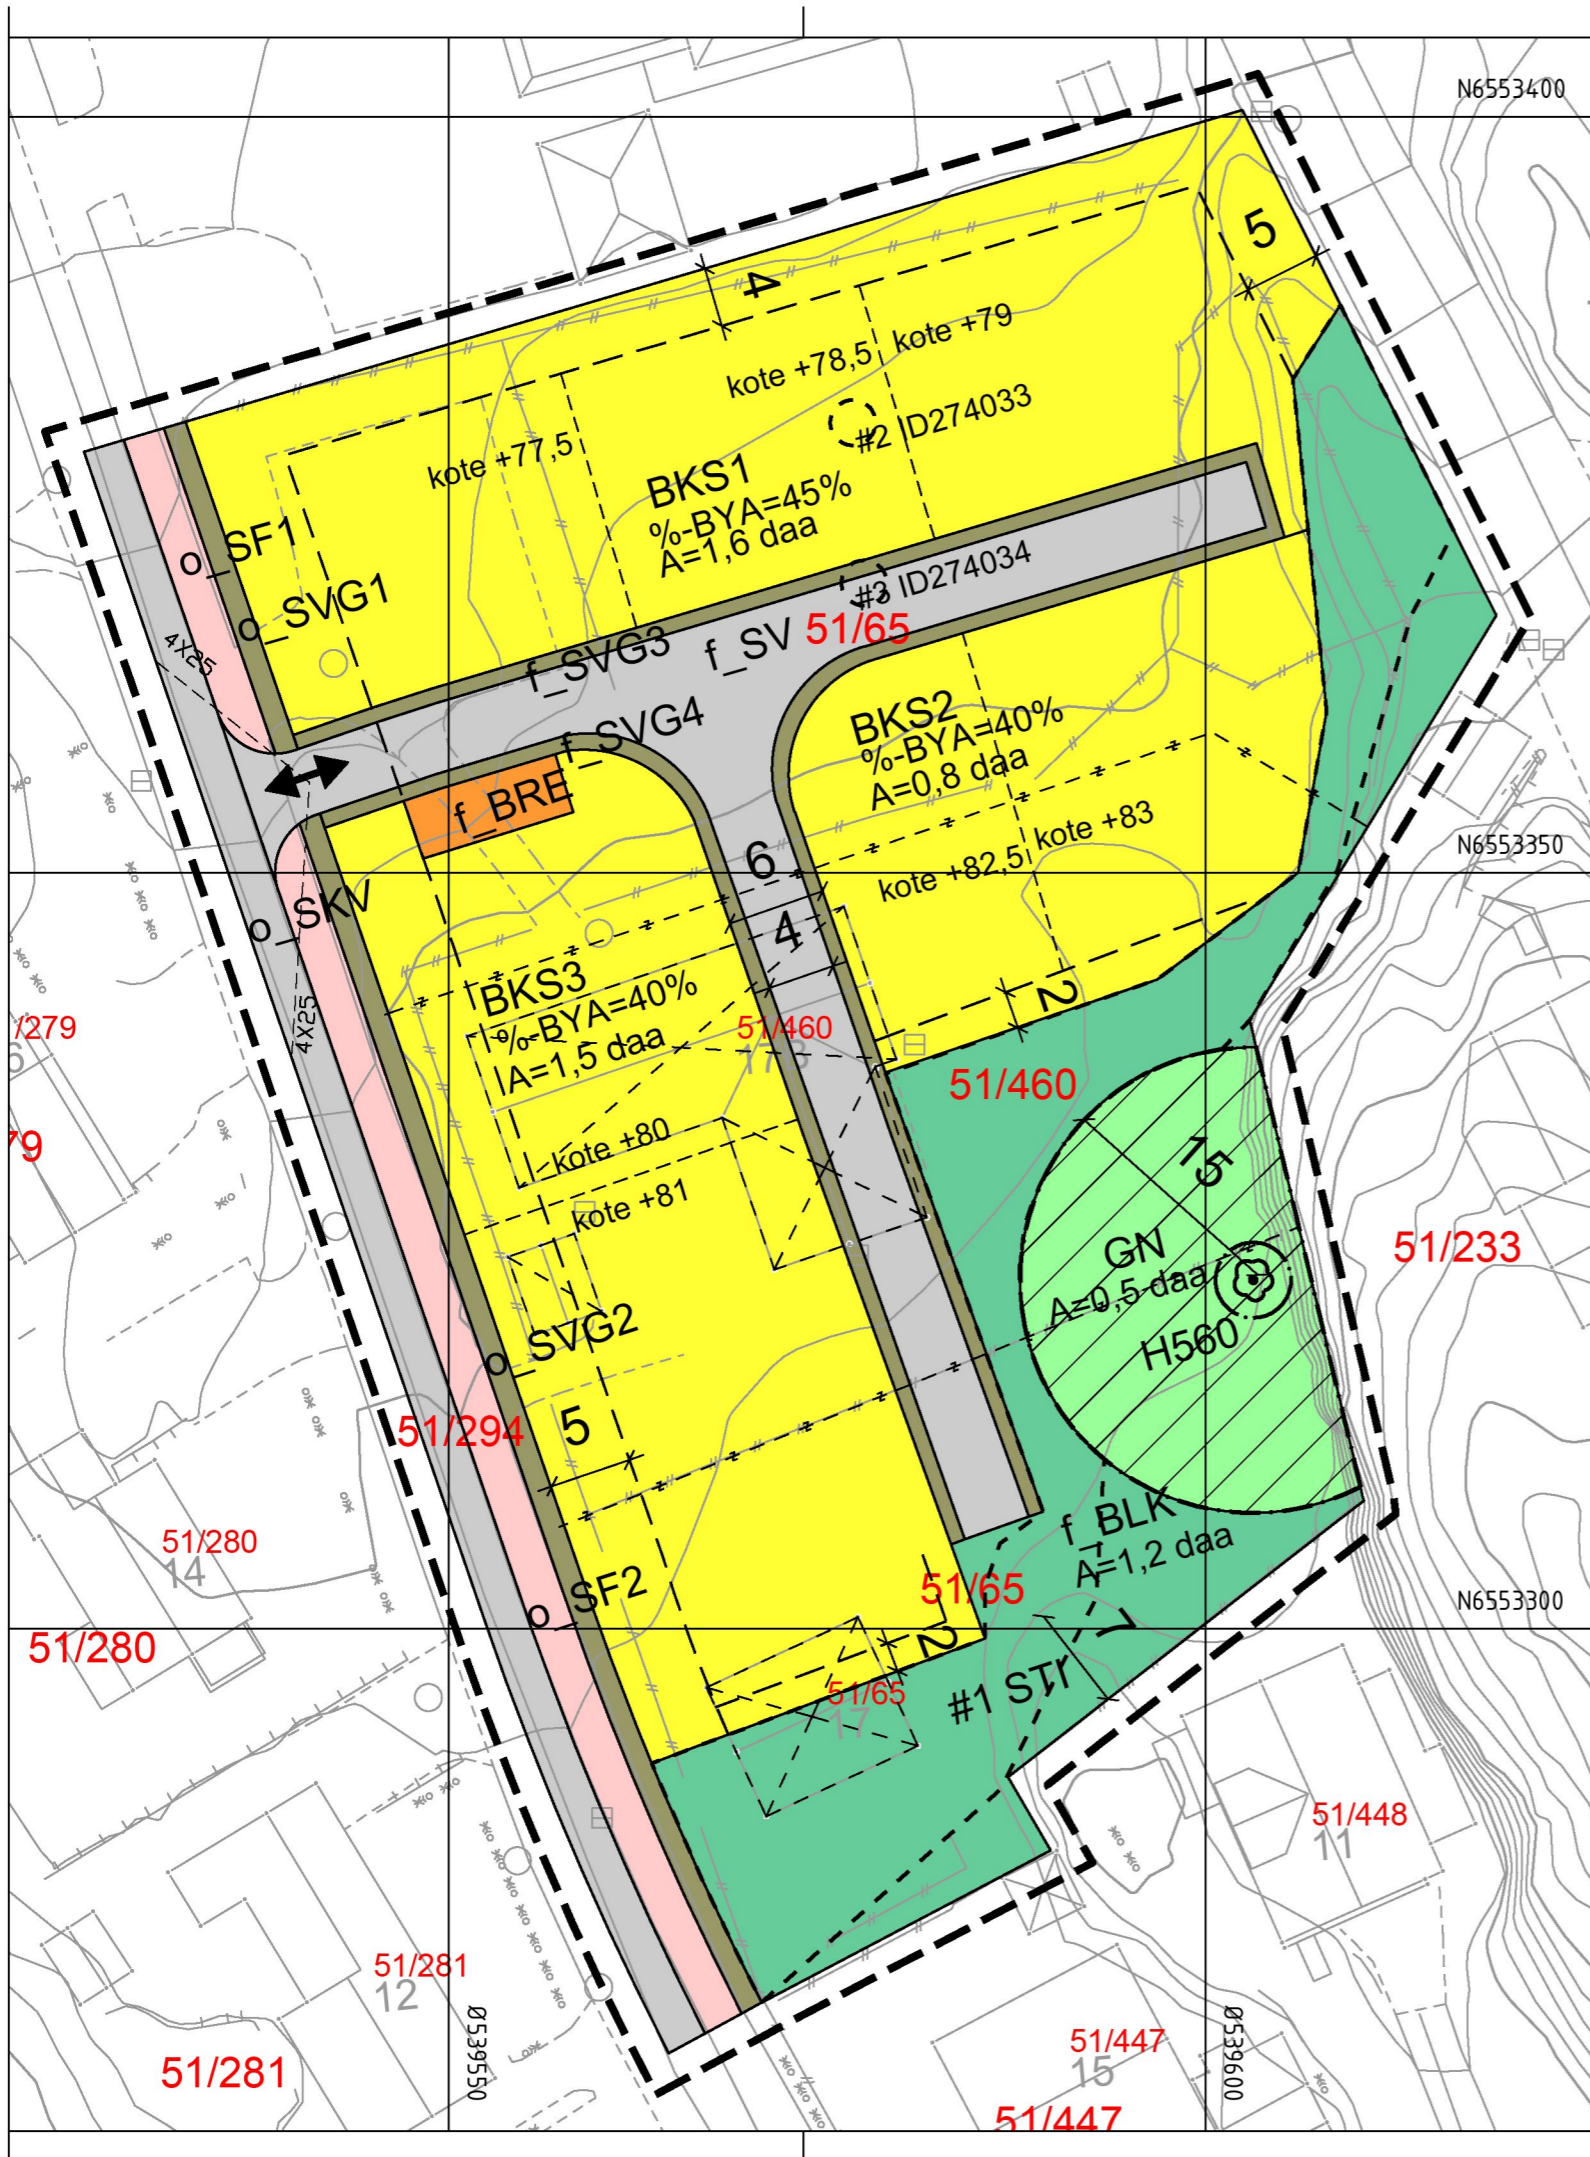 N6553400
5
4
kote +79
kote +78,5
#2 ID274033
kote +77,5
BKS1
%-BYA=45%
A=1,6 daa
o_SF1
o_SVG1
4X25
#3 ID274034
51/65
f_SVG3
f_SV
f_SVG4
BKS2
%-BYA=40%
A=0,8 daa
f_BRE
kote +83
kote +82,5
N6553350
6
4
o_SKV
BKS3
%-BYA=40%
A=1,5 daa
4X25
2
51/460
51/460
/279
6
79
15
kote +80
kote +81
GN
A=0,5 daa
H560
51/233
o_SVG2
5
51/294
f_BLK
A=1,2 daa
51/280
14
o_SF2
51/65
N6553300
51/280
2
7
#1 STI
51/65
17
51/448
11
51/281
12
Ø539550
Ø539600
51/281
51/447
15
51/447